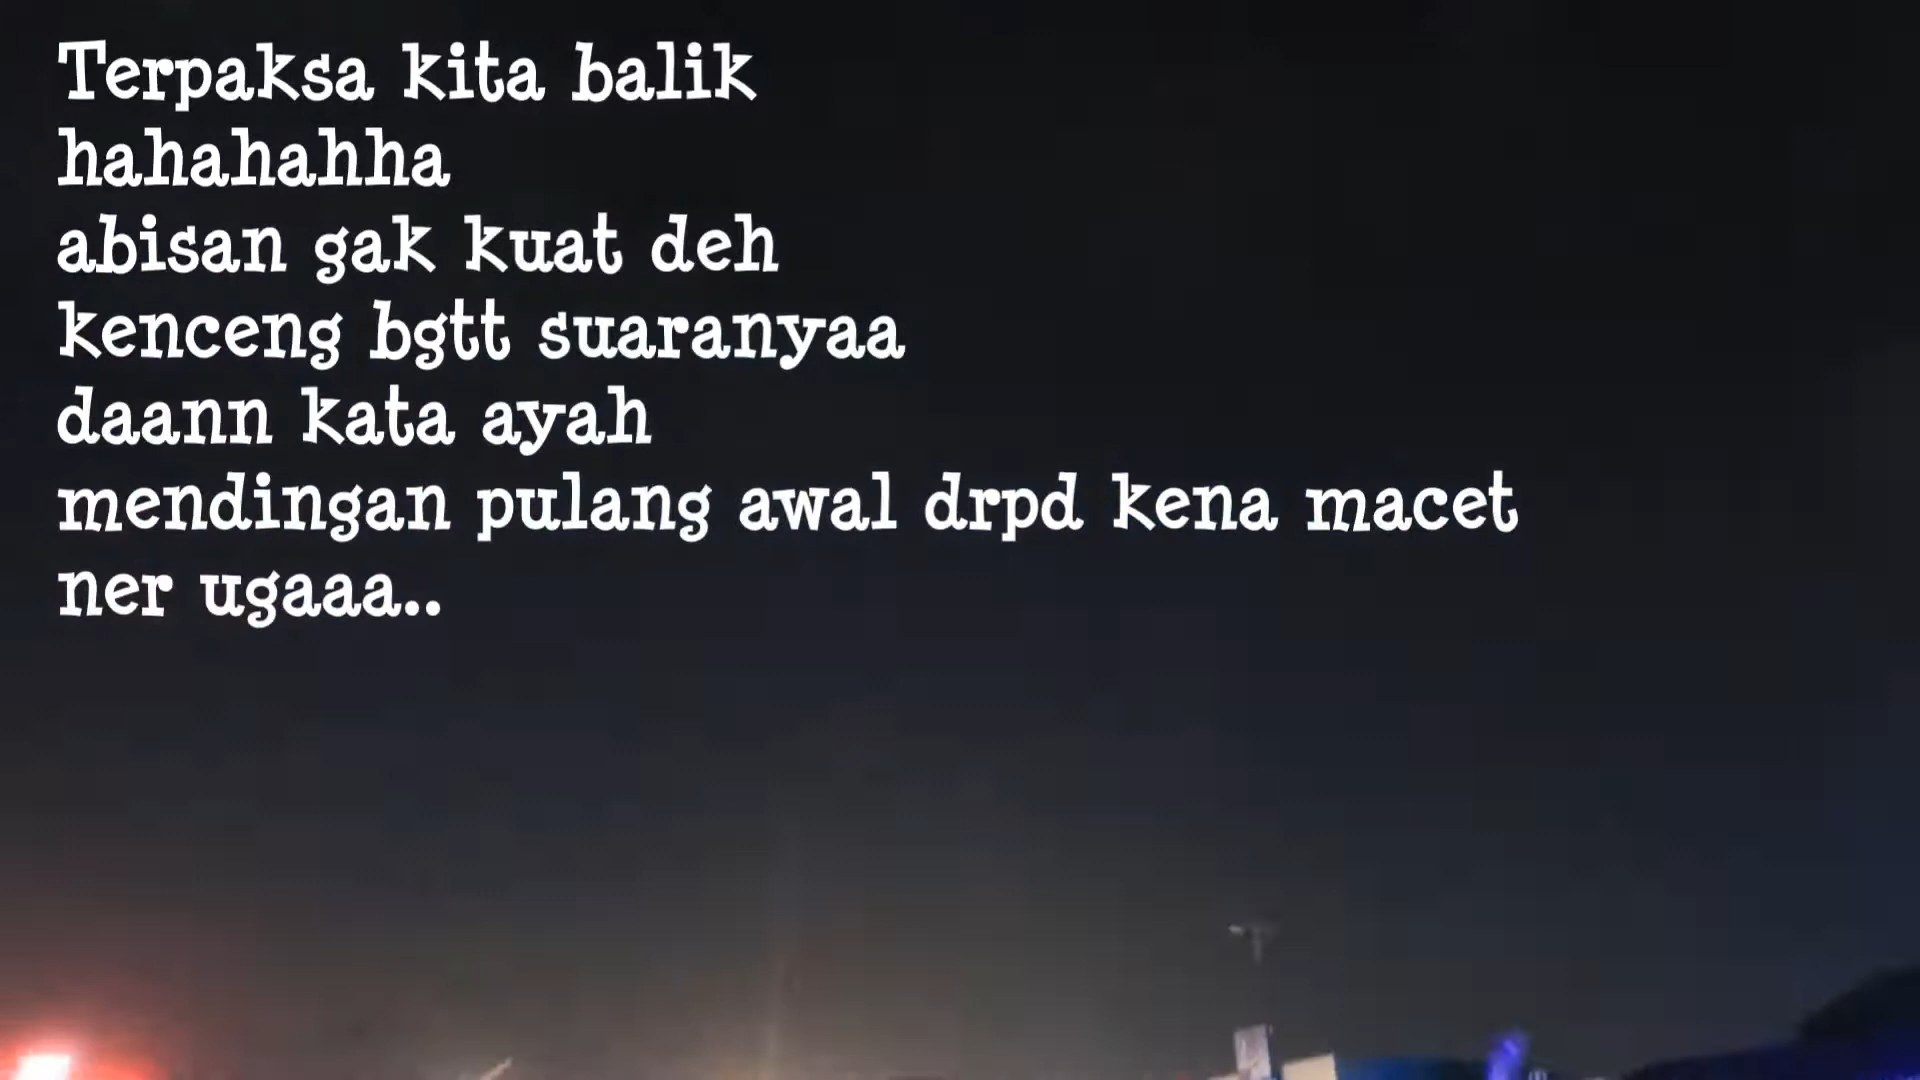 Terpaksa kita balik
hahahahha
abisan gak kuat deh
kenceng bgtt suaranyaa
daann kata ayah
mendingan pulang awal drpd kena macet
ner ugaaa..